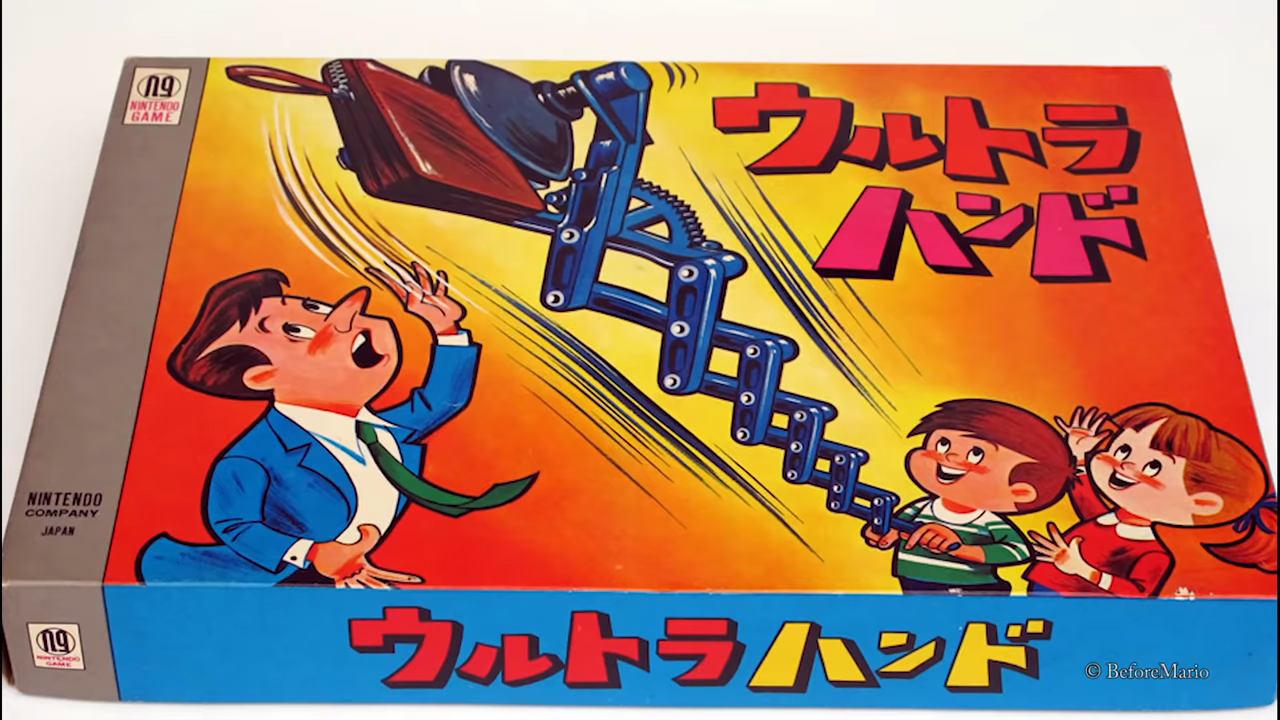 ng
NINTENDO
GAME
ウルトラ
ハンド
NINTENDO
COMPANY
JAPAN
ng
NINTENDO
GAME
ウルトラハンド
© BeforeMario